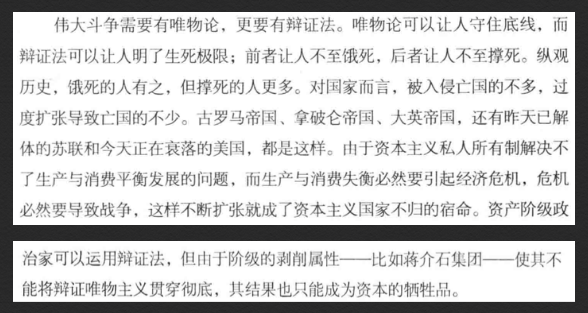 伟大斗争需要有唯物论，更要有辩证法。唯物论可以让人守住底线，而
辩证法可以让人明了生死极限；前者让人不至饿死，后者让人不至撑死。纵观
历史，饿死的人有之，但撑死的人更多。对国家而言，被入侵亡国的不多，过
度扩张导致亡国的不少。古罗马帝国、拿破仑帝国、大英帝国，还有昨天已解
体的苏联和今天正在衰落的美国，都是这样。由于资本主义私人所有制解决不
了生产与消费平衡发展的问题，而生产与消费失衡必然要引起经济危机，危机
必然要导致战争，这样不断扩张就成了资本主义国家不归的宿命。资产阶级政
治家可以运用辩证法，但由于阶级的剥削属性——比如蒋介石集团——使其不
能将辩证唯物主义贯穿彻底，其结果也只能成为资本的牺牲品。